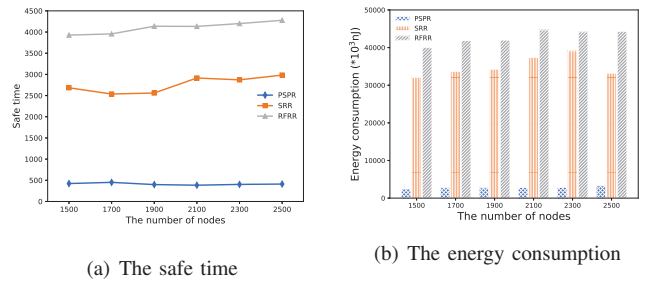 4500
4000
3500
3000
2500
2000
1500
1000
500
0
Safe time
PSPR
SRR
RFRR
1500 1700 1900 2100 2300 2500
The number of nodes
(a) The safe time
50000
40000
30000
20000
10000
0
Energy consumption (*10³nJ)
PSPR
SRR
RFRR
1500 1700 1900 2100 2300 2500
The number of nodes
(b) The energy consumption